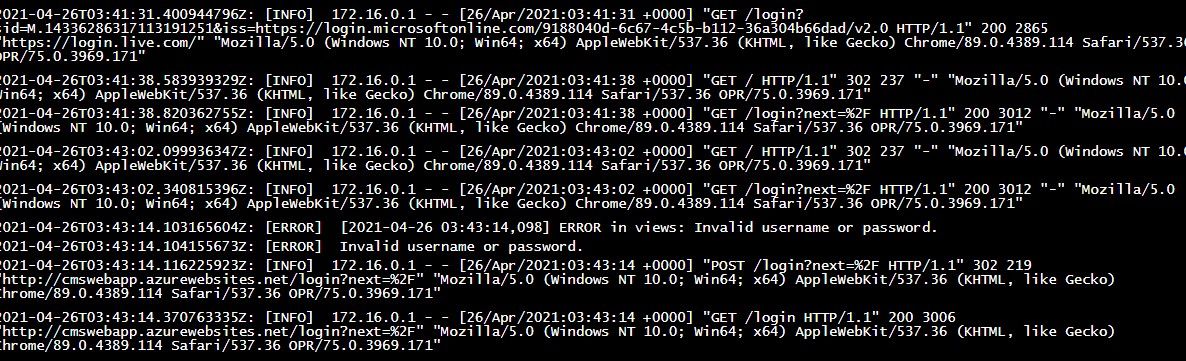 2021-04-26T03:41:31.400944796Z: [INFO]  172.16.0.1 - - [26/Apr/2021:03:41:31 +0000] "GET /login?
sid=M.14336286317113191251&iss=https://login.microsoftonline.com/9188040d-6c67-4c5b-b112-36a304b66dad/v2.0 HTTP/1.1" 200 2865
"https://login.live.com/" "Mozilla/5.0 (Windows NT 10.0; Win64; x64) AppleWebKit/537.36 (KHTML, like Gecko) Chrome/89.0.4389.114 Safari/537.3
OPR/75.0.3969.171"
2021-04-26T03:41:38.583939329Z: [INFO]  172.16.0.1 - - [26/Apr/2021:03:41:38 +0000] "GET / HTTP/1.1" 302 237 "-" "Mozilla/5.0 (Windows NT 10.0
Win64; x64) AppleWebKit/537.36 (KHTML, like Gecko) Chrome/89.0.4389.114 Safari/537.36 OPR/75.0.3969.171"
2021-04-26T03:41:38.820362755Z: [INFO]  172.16.0.1 - - [26/Apr/2021:03:41:38 +0000] "GET /login?next=%2F HTTP/1.1" 200 3012 "-" "Mozilla/5.0
(Windows NT 10.0; Win64; x64) AppleWebKit/537.36 (KHTML, like Gecko) Chrome/89.0.4389.114 Safari/537.36 OPR/75.0.3969.171"
2021-04-26T03:43:02.099936347Z: [INFO]  172.16.0.1 - - [26/Apr/2021:03:43:02 +0000] "GET / HTTP/1.1" 302 237 "-" "Mozilla/5.0 (Windows NT 10.0
Win64; x64) AppleWebKit/537.36 (KHTML, like Gecko) Chrome/89.0.4389.114 Safari/537.36 OPR/75.0.3969.171"
2021-04-26T03:43:02.340815396Z: [INFO]  172.16.0.1 - - [26/Apr/2021:03:43:02 +0000] "GET /login?next=%2F HTTP/1.1" 200 3012 "-" "Mozilla/5.0
(Windows NT 10.0; Win64; x64) AppleWebKit/537.36 (KHTML, like Gecko) Chrome/89.0.4389.114 Safari/537.36 OPR/75.0.3969.171"
2021-04-26T03:43:14.103165604Z: [ERROR]  [2021-04-26 03:43:14,098] ERROR in views: Invalid username or password.
2021-04-26T03:43:14.104155673Z: [ERROR]  Invalid username or password.
2021-04-26T03:43:14.116225923Z: [INFO]  172.16.0.1 - - [26/Apr/2021:03:43:14 +0000] "POST /login?next=%2F HTTP/1.1" 302 219
"http://cmswebapp.azurewebsites.net/login?next=%2F" "Mozilla/5.0 (Windows NT 10.0; Win64; x64) AppleWebKit/537.36 (KHTML, like Gecko)
Chrome/89.0.4389.114 Safari/537.36 OPR/75.0.3969.171"
2021-04-26T03:43:14.370763335Z: [INFO]  172.16.0.1 - - [26/Apr/2021:03:43:14 +0000] "GET /login HTTP/1.1" 200 3006
"http://cmswebapp.azurewebsites.net/login?next=%2F" "Mozilla/5.0 (Windows NT 10.0; Win64; x64) AppleWebKit/537.36 (KHTML, like Gecko)
Chrome/89.0.4389.114 Safari/537.36 OPR/75.0.3969.171"